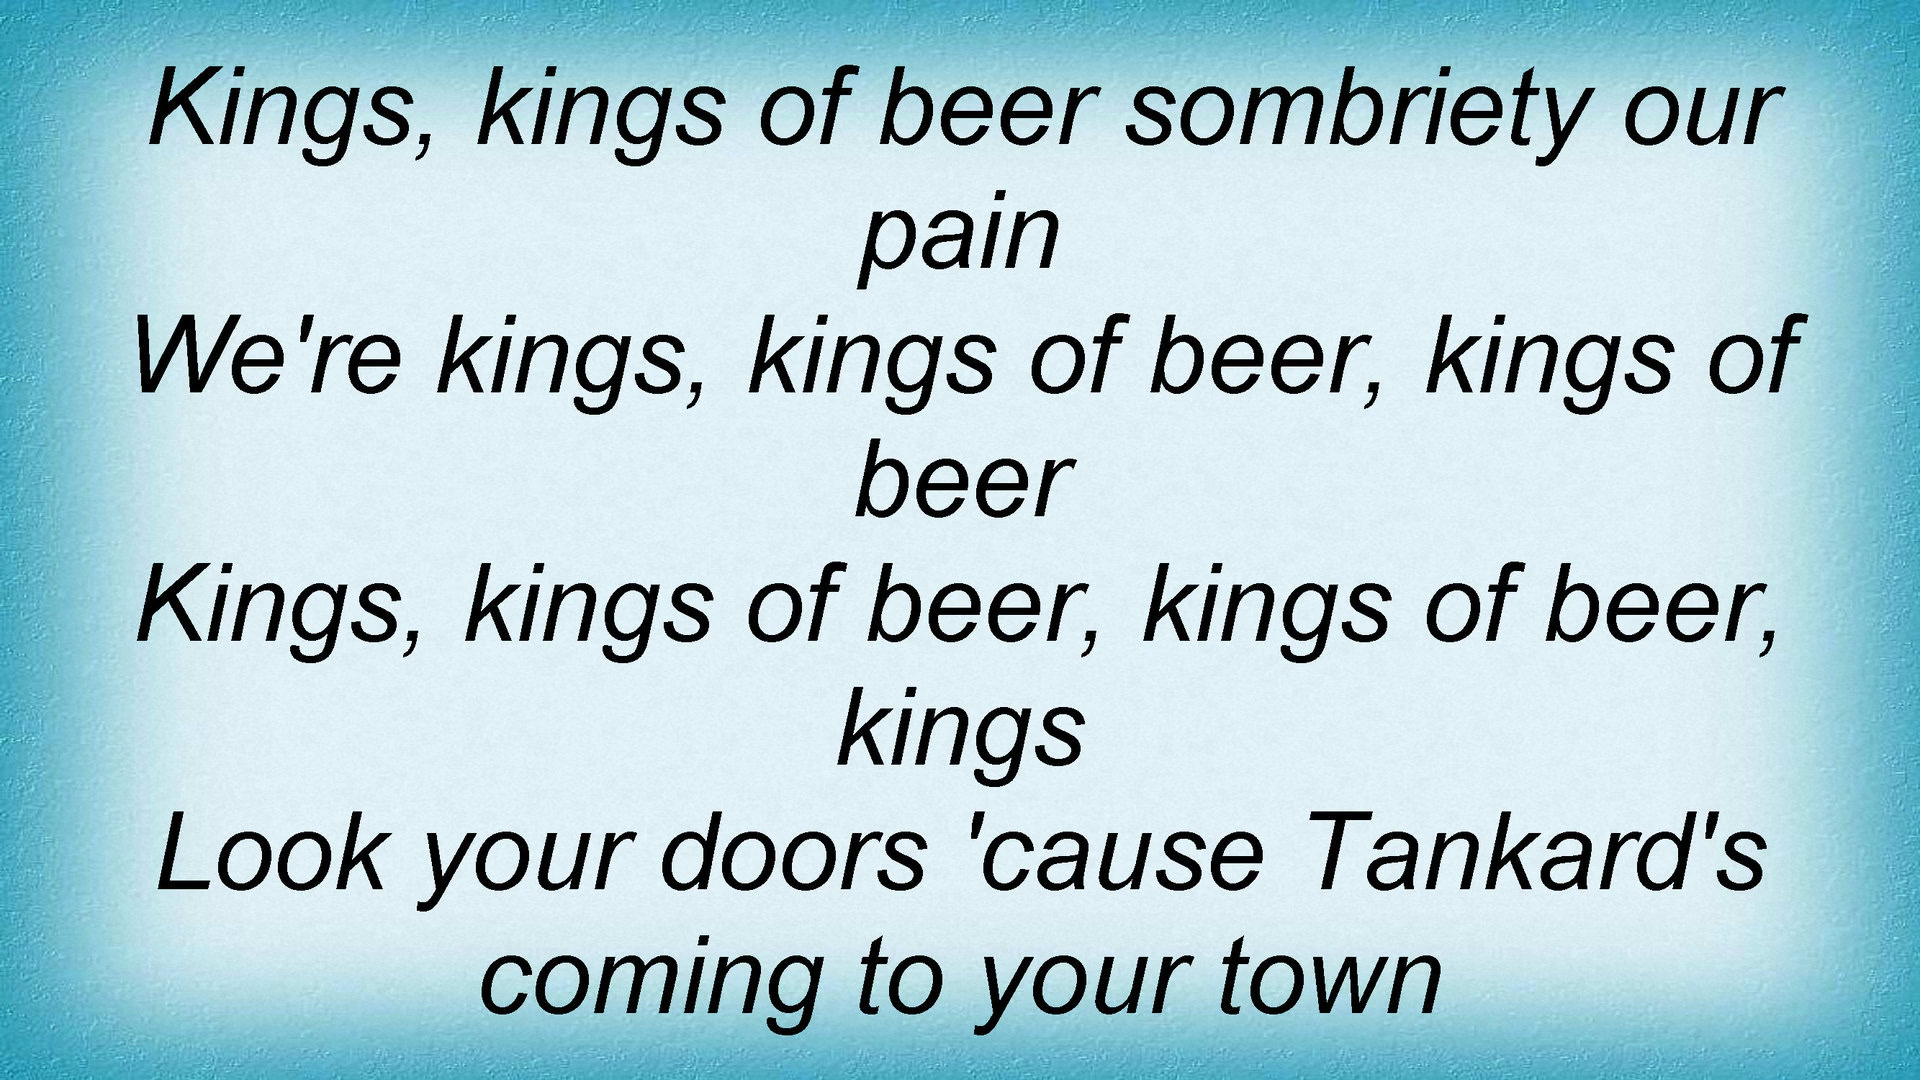 Kings, kings of beer sombriety our
pain
We're kings, kings of beer, kings of
beer
Kings, kings of beer, kings of beer,
kings
Look your doors 'cause Tankard's
coming to your town